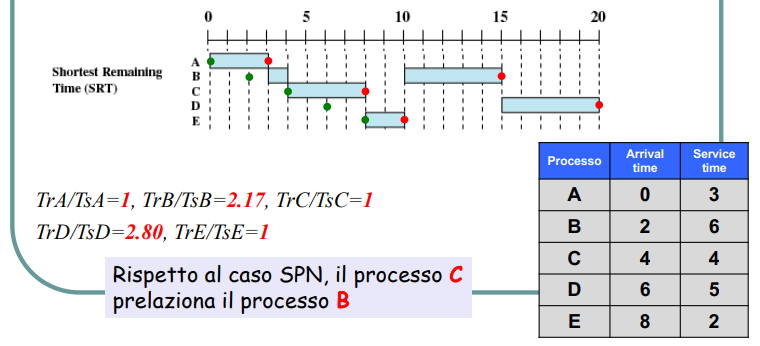 0 5 10 15 20
Shortest Remaining
Time (SRT)
A
B
C
D
E
TrA/TsA=1, TrB/TsB=2.17, TrC/TsC=1
TrD/TsD=2.80, TrE/TsE=1
Rispetto al caso SPN, il processo C
prelaziona il processo B
Processo Arrival time Service time
A 0 3
B 2 6
C 4 4
D 6 5
E 8 2